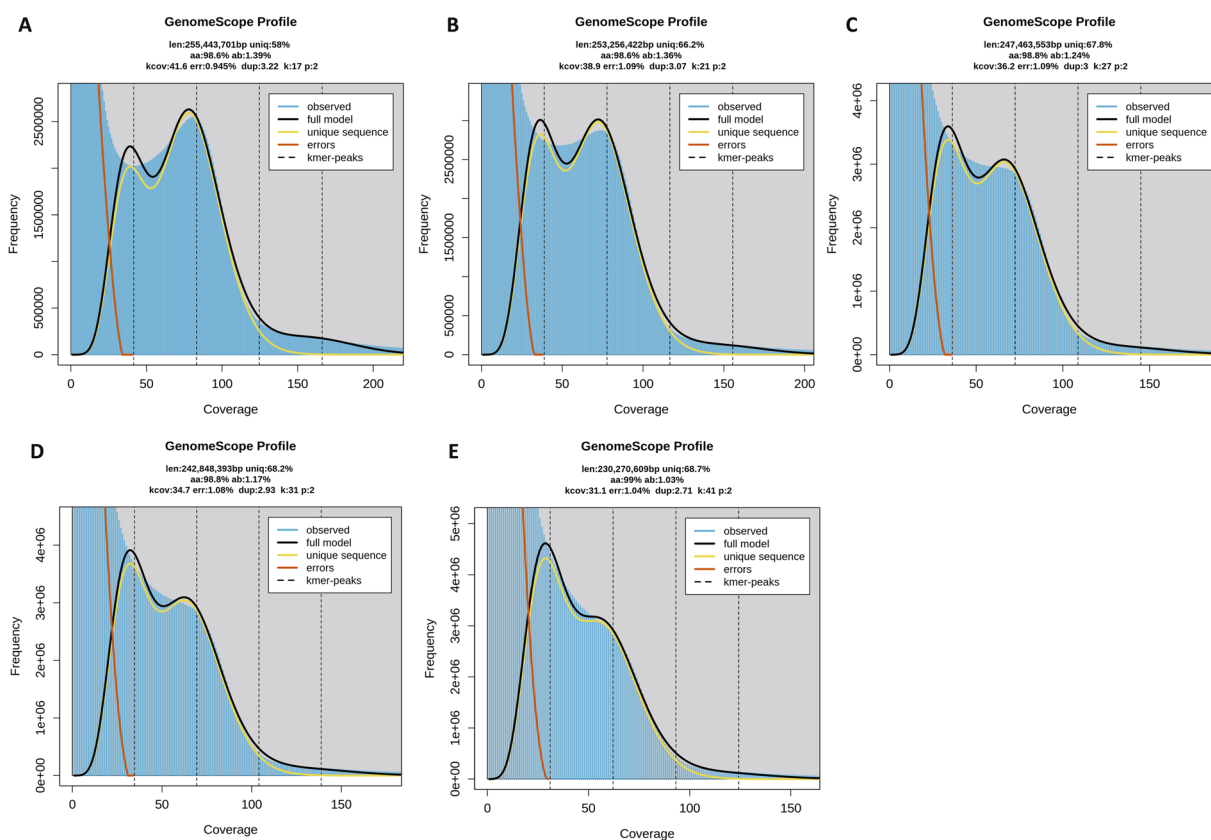 A
GenomeScope Profile
len:255,443,701bp uniq:58%
aa:98.6% ab:1.39%
kcov:41.6 err:0.945% dup:3.22 k:17 p:2
Frequency
2500000
1500000
500000
0
observed
full model
unique sequence
errors
kmer-peaks
0 50 100 150 200
Coverage
B
GenomeScope Profile
len:253,256,422bp uniq:66.2%
aa:98.6% ab:1.36%
kcov:38.9 err:1.09% dup:3.07 k:21 p:2
Frequency
2500000
1500000
500000
0
observed
full model
unique sequence
errors
kmer-peaks
0 50 100 150 200
Coverage
C
GenomeScope Profile
len:247,463,553bp uniq:67.8%
aa:98.8% ab:1.24%
kcov:36.2 err:1.09% dup:3 k:27 p:2
Frequency
4e+06
3e+06
2e+06
1e+06
0e+00
observed
full model
unique sequence
errors
kmer-peaks
0 50 100 150
Coverage
D
GenomeScope Profile
len:242,848,393bp uniq:68.2%
aa:98.8% ab:1.17%
kcov:34.7 err:1.08% dup:2.93 k:31 p:2
Frequency
4e+06
3e+06
2e+06
1e+06
0e+00
observed
full model
unique sequence
errors
kmer-peaks
0 50 100 150
Coverage
E
GenomeScope Profile
len:230,270,609bp uniq:68.7%
aa:99% ab:1.03%
kcov:31.1 err:1.04% dup:2.71 k:41 p:2
Frequency
5e+06
4e+06
3e+06
2e+06
1e+06
0e+00
observed
full model
unique sequence
errors
kmer-peaks
0 50 100 150
Coverage